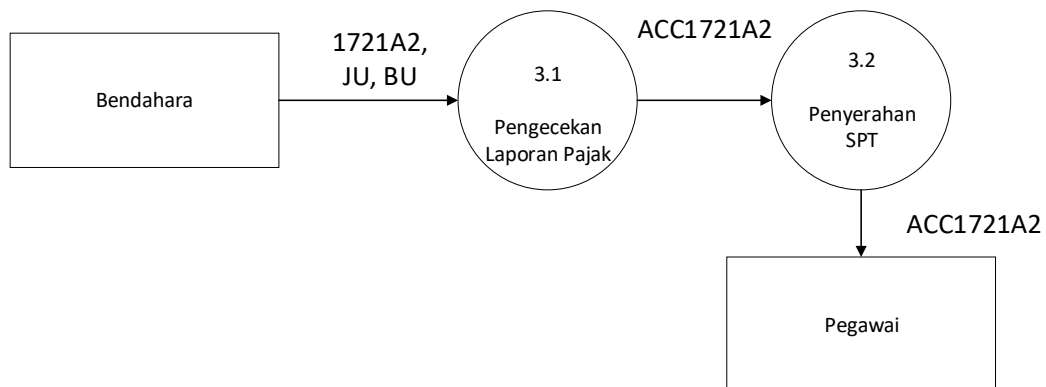 Bendahara
1721A2,
JU, BU
3.1
Pengecekan
Laporan Pajak
ACC1721A2
3.2
Penyerahan
SPT
ACC1721A2
Pegawai